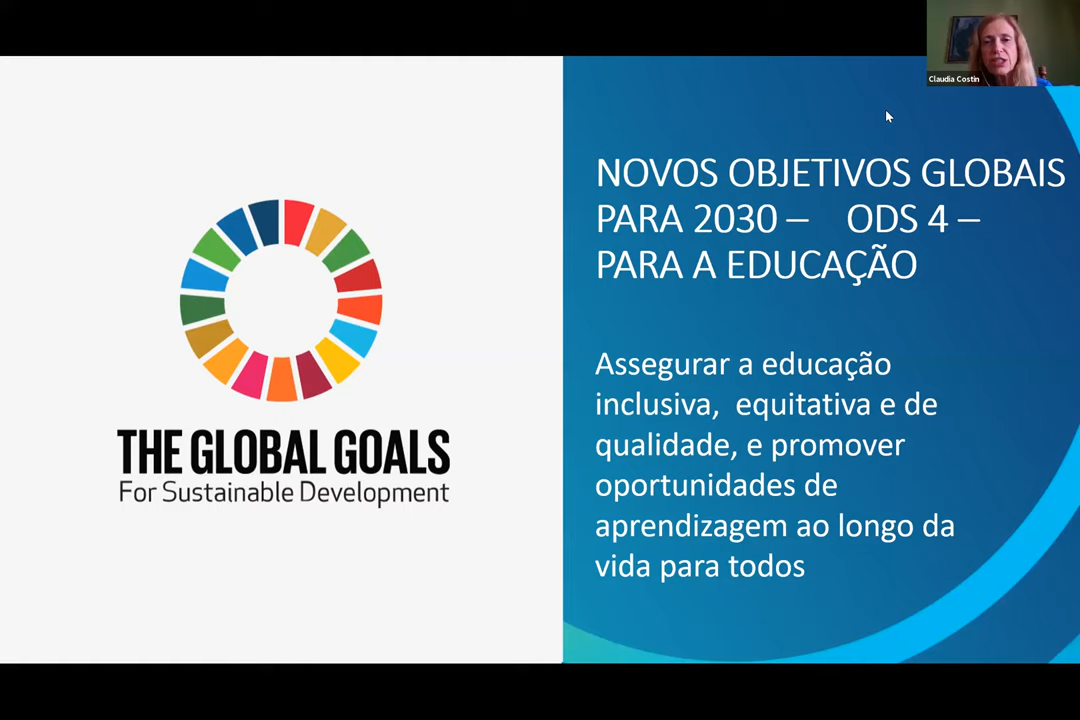 Claudia Costin
NOVOS OBJETIVOS GLOBAIS
PARA 2030 – ODS 4 –
PARA A EDUCAÇÃO
Assegurar a educação
inclusiva, equitativa e de
qualidade, e promover
oportunidades de
aprendizagem ao longo da
vida para todos
THE GLOBAL GOALS
For Sustainable Development